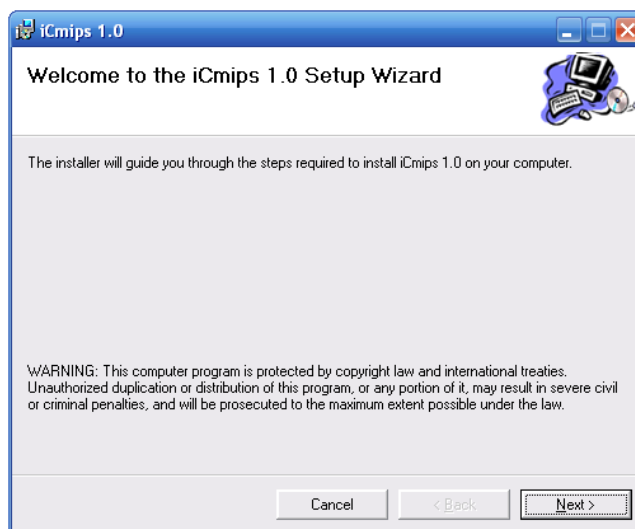 iCmips 1.0
Welcome to the iCmips 1.0 Setup Wizard
The installer will guide you through the steps required to install iCmips 1.0 on your computer.
WARNING: This computer program is protected by copyright law and international treaties.
Unauthorized duplication or distribution of this program, or any portion of it, may result in severe civil
or criminal penalties, and will be prosecuted to the maximum extent possible under the law.
Cancel < Back Next >